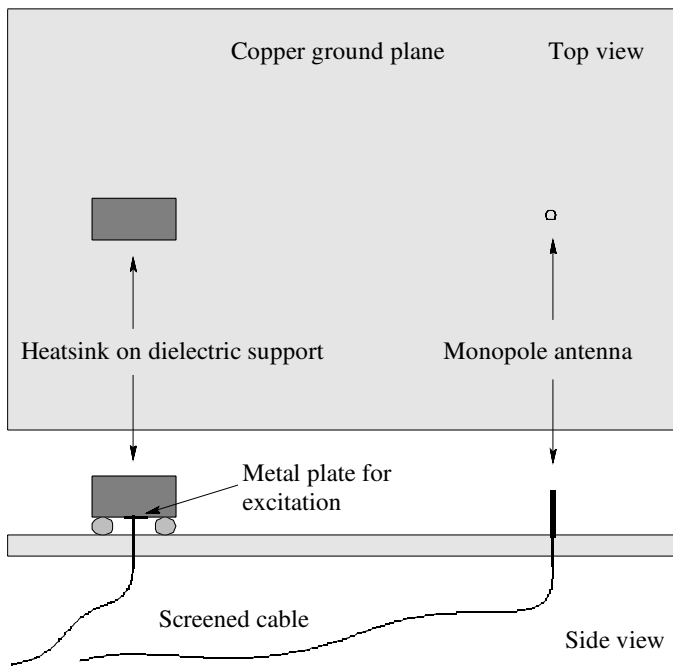 Copper ground plane
Top view
Heatsink on dielectric support
Monopole antenna
Metal plate for
excitation
Screened cable
Side view